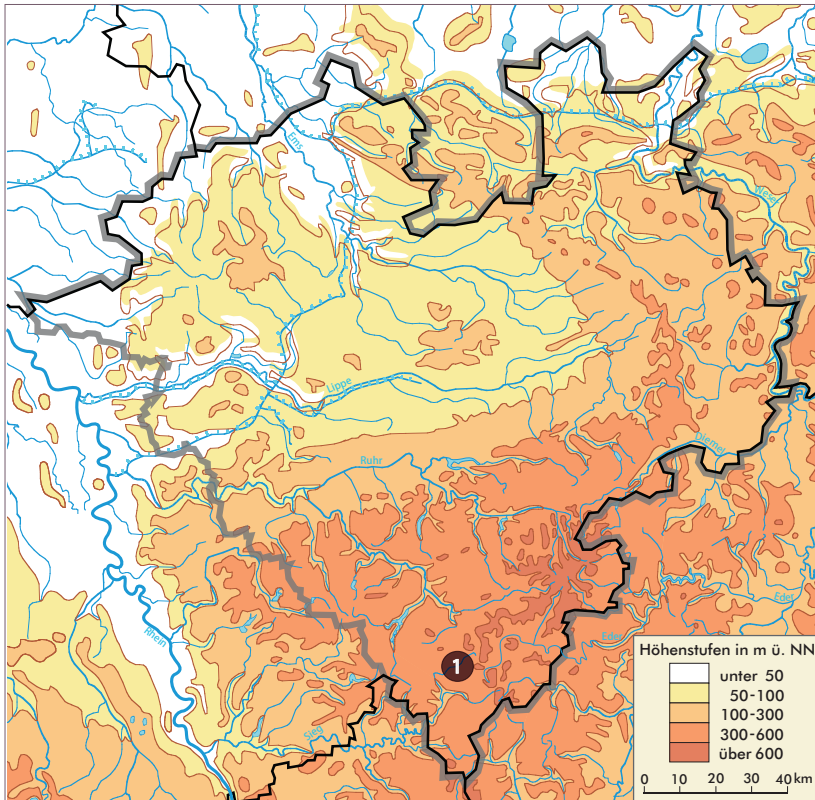 Ems
Weser
Lippe
Diemel
Ruhr
Eder
Eder
Rhein
1
Sieg
Höhenstufen in m ü. NN
unter 50
50-100
100-300
300-600
über 600
0 10 20 30 40 km